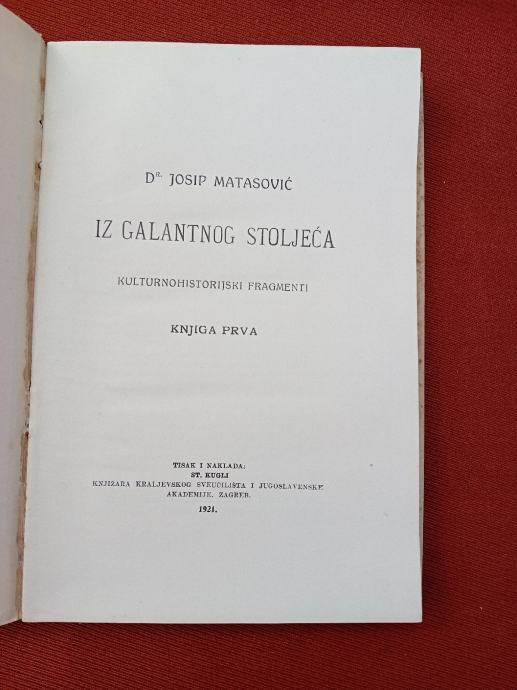 Dr. JOSIP MATASOVIĆ
IZ GALANTNOG STOLJEĆA
KULTURNOHISTORIJSKI FRAGMENTI
KNJIGA PRVA
TISAK I NAKLADA:
ST. KUGLI
KNJIŽARA KRALJEVSKOG SVEUČILIŠTA I JUGOSLAVENSKE
AKADEMIJE, ZAGREB.
1921.